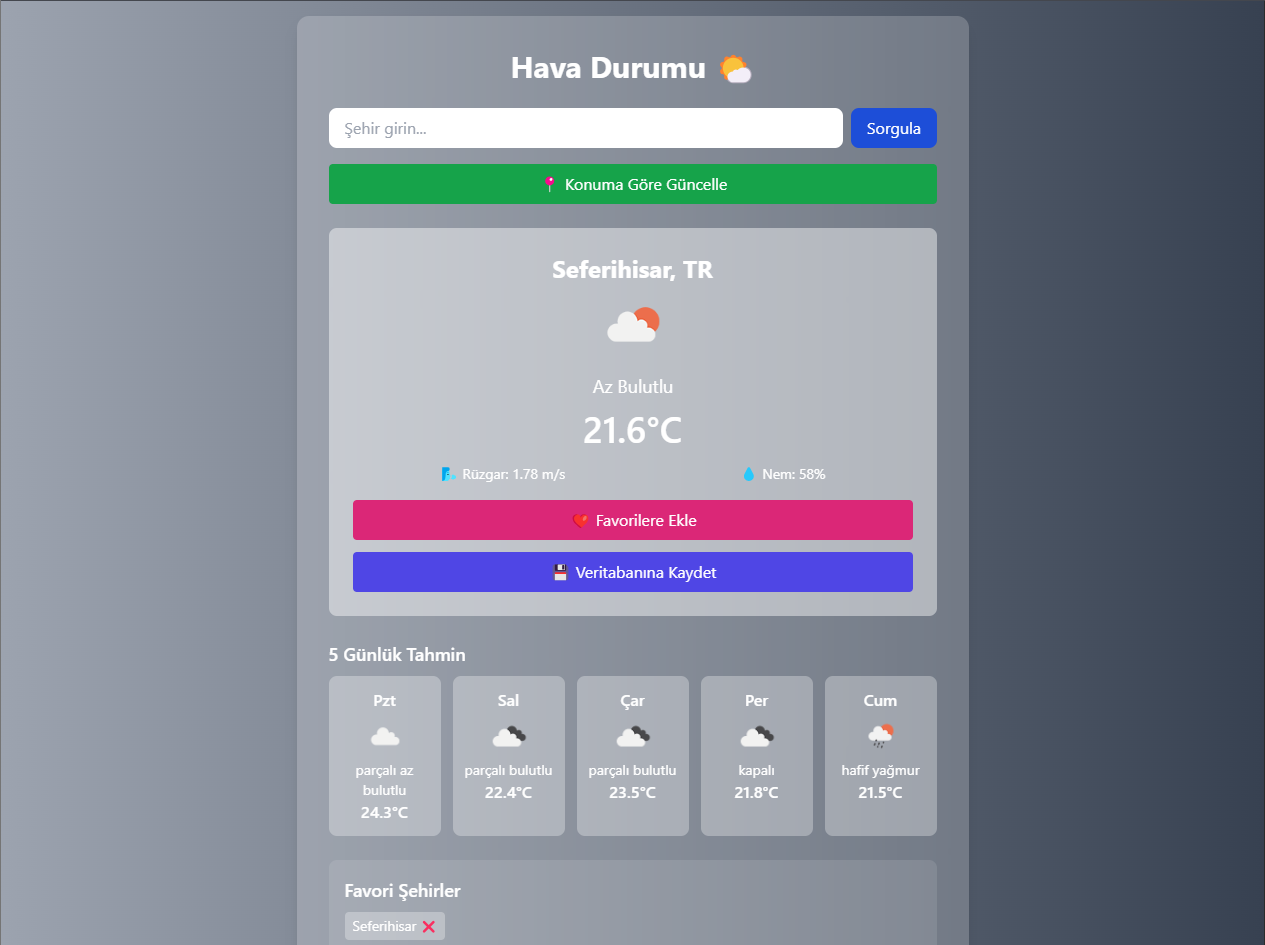 Hava Durumu
Şehir girin...
Sorgula
Konuma Göre Güncelle
Seferihisar, TR
Az Bulutlu
21.6°C
Rüzgar: 1.78 m/s
Nem: 58%
Favorilere Ekle
Veritabanına Kaydet
5 Günlük Tahmin
Pzt
parçalı az
bulutlu
24.3°C
Sal
parçalı bulutlu
22.4°C
Çar
parçalı bulutlu
23.5°C
Per
kapalı
21.8°C
Cum
hafif yağmur
21.5°C
Favori Şehirler
Seferihisar